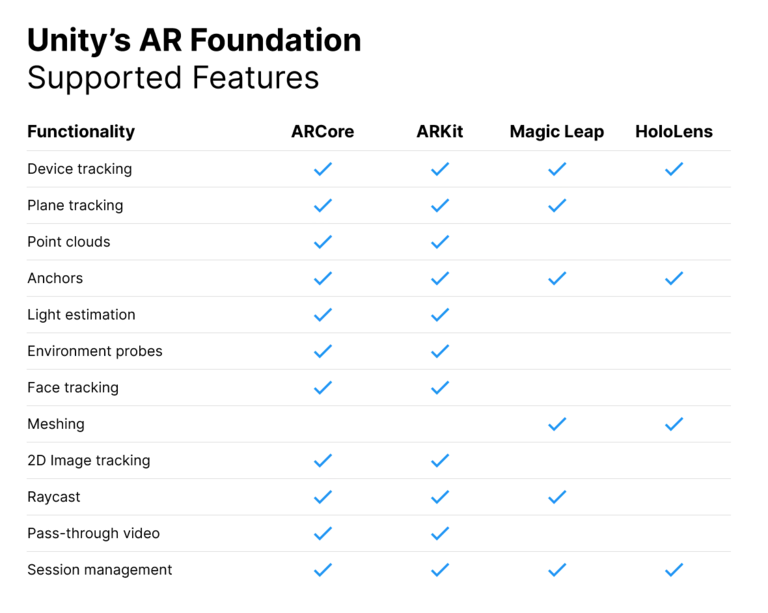 Unity’s AR Foundation
Supported Features
Functionality ARCore ARKit Magic Leap HoloLens
Device tracking ✓ ✓ ✓ ✓
Plane tracking ✓ ✓ ✓
Point clouds ✓ ✓
Anchors ✓ ✓ ✓ ✓
Light estimation ✓ ✓
Environment probes ✓ ✓
Face tracking ✓ ✓
Meshing ✓ ✓
2D Image tracking ✓ ✓
Raycast ✓ ✓ ✓
Pass-through video ✓ ✓
Session management ✓ ✓ ✓ ✓